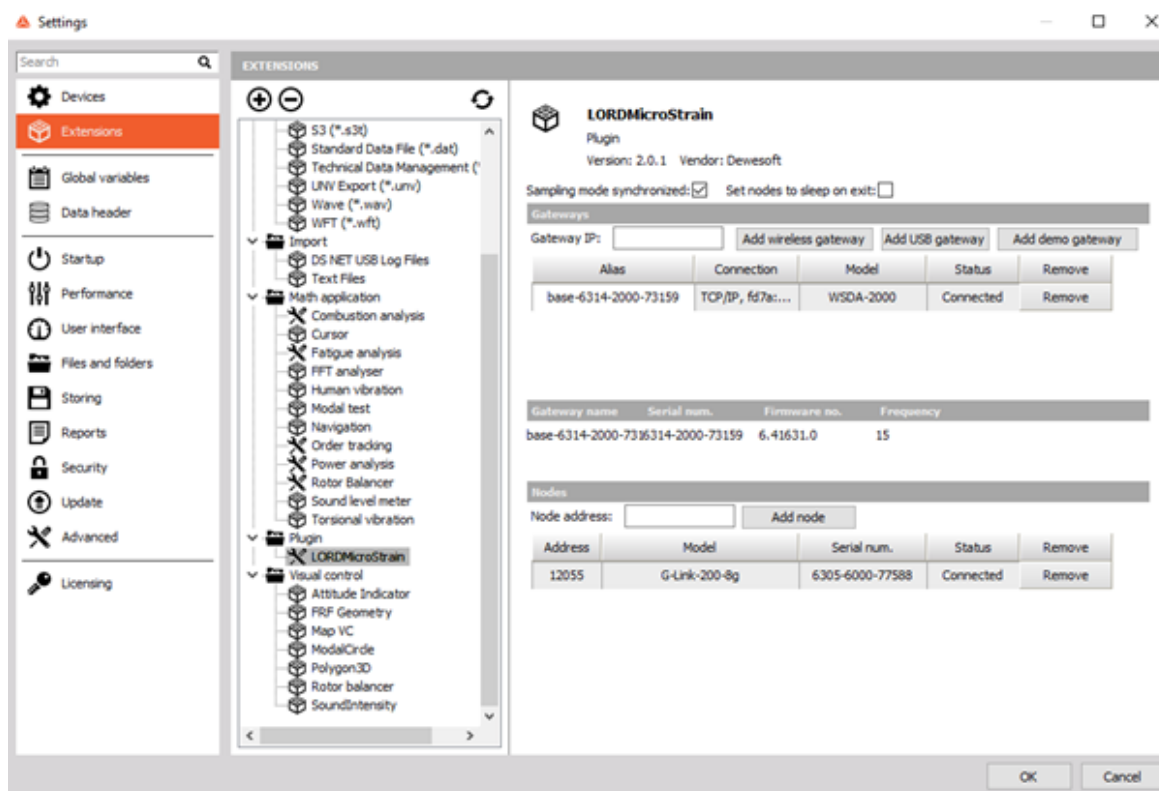 Settings
Search
Devices
Extensions
Global variables
Data header
Startup
Performance
User interface
Files and folders
Storing
Reports
Security
Update
Advanced
Licensing
EXTENSIONS
S3 (*.s3t)
Standard Data File (*.dat)
Technical Data Management (*
UNV Export (*.unv)
Wave (*.wav)
WFT (*.wft)
Import
DS NET USB Log Files
Text Files
Math application
Combustion analysis
Cursor
Fatigue analysis
FFT analyser
Human vibration
Modal test
Navigation
Order tracking
Power analysis
Rotor Balancer
Sound level meter
Torsional vibration
Plugin
LORDMicroStrain
Visual control
Attitude Indicator
FRF Geometry
Map VC
ModalCircle
Polygon3D
Rotor balancer
SoundIntensity
LORDMicroStrain
Plugin
Version: 2.0.1 Vendor: Dewesoft
Sampling mode synchronized: Set nodes to sleep on exit:
Gateways
Gateway IP: Add wireless gateway Add USB gateway Add demo gateway
Alias Connection Model Status Remove
base-6314-2000-73159 TCP/IP, fd7a:... WSDA-2000 Connected Remove
Gateway name Serial num. Firmware no. Frequency
base-6314-2000-7316314-2000-73159 6.41631.0 15
Nodes
Node address: Add node
Address Model Serial num. Status Remove
12055 G-Link-200-8g 6305-6000-77588 Connected Remove
OK Cancel